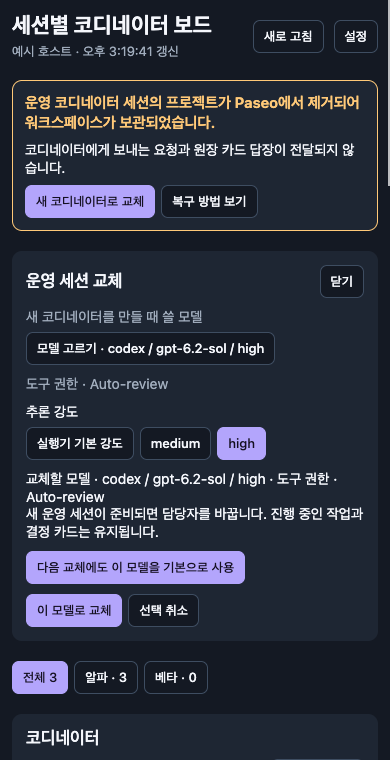 세션별 코디네이터 보드
예시 호스트 · 오후 3:19:41 갱신
새로 고침
설정
운영 코디네이터 세션의 프로젝트가 Paseo에서 제거되어
워크스페이스가 보관되었습니다.
코디네이터에게 보내는 요청과 원장 카드 답장이 전달되지 않
습니다.
새 코디네이터로 교체
복구 방법 보기
운영 세션 교체
닫기
새 코디네이터를 만들 때 쓸 모델
모델 고르기 · codex / gpt-6.2-sol / high
도구 권한 · Auto-review
추론 강도
실행기 기본 강도
medium
high
교체할 모델 · codex / gpt-6.2-sol / high · 도구 권한 ·
Auto-review
새 운영 세션이 준비되면 담당자를 바꿉니다. 진행 중인 작업과
결정 카드는 유지됩니다.
다음 교체에도 이 모델을 기본으로 사용
이 모델로 교체
선택 취소
전체 3
알파 · 3
베타 · 0
코디네이터